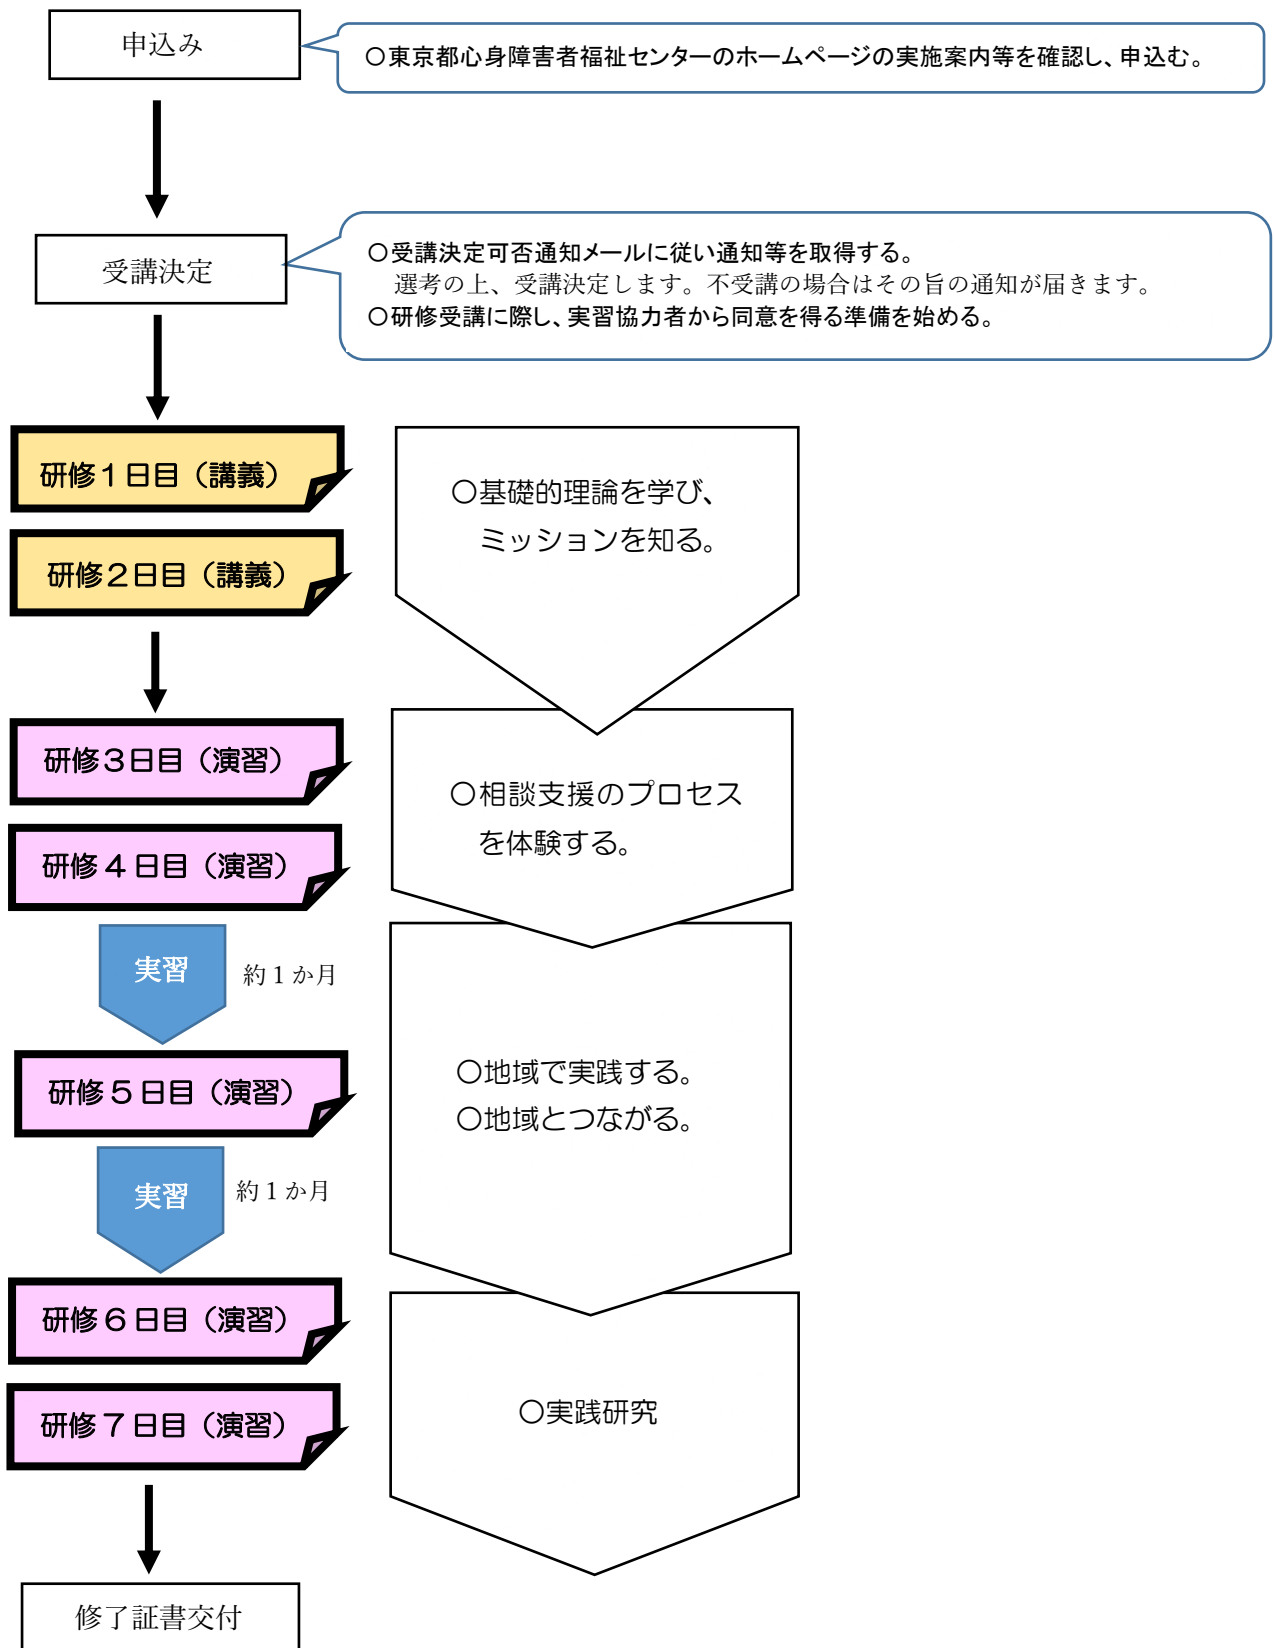 申込み
○東京都心身障害者福祉センターのホームページの実施案内等を確認し、申込む。
受講決定
○受講決定可否通知メールに従い通知等を取得する。
選考の上、受講決定します。不受講の場合はその旨の通知が届きます。
○研修受講に際し、実習協力者から同意を得る準備を始める。
研修１日目（講義）
○基礎的理論を学び、
ミッションを知る。
研修２日目（講義）
研修３日目（演習）
○相談支援のプロセス
を体験する。
研修４日目（演習）
実習
約１か月
研修５日目（演習）
○地域で実践する。
○地域とつながる。
実習
約１か月
研修６日目（演習）
研修７日目（演習）
○実践研究
修了証書交付